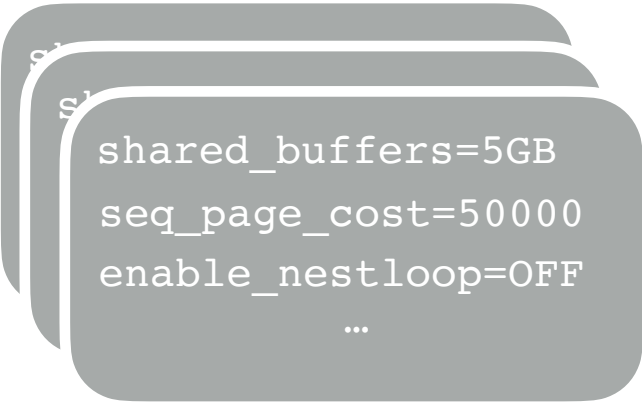 shared_buffers=5GB
seq_page_cost=50000
enable_nestloop=OFF
…